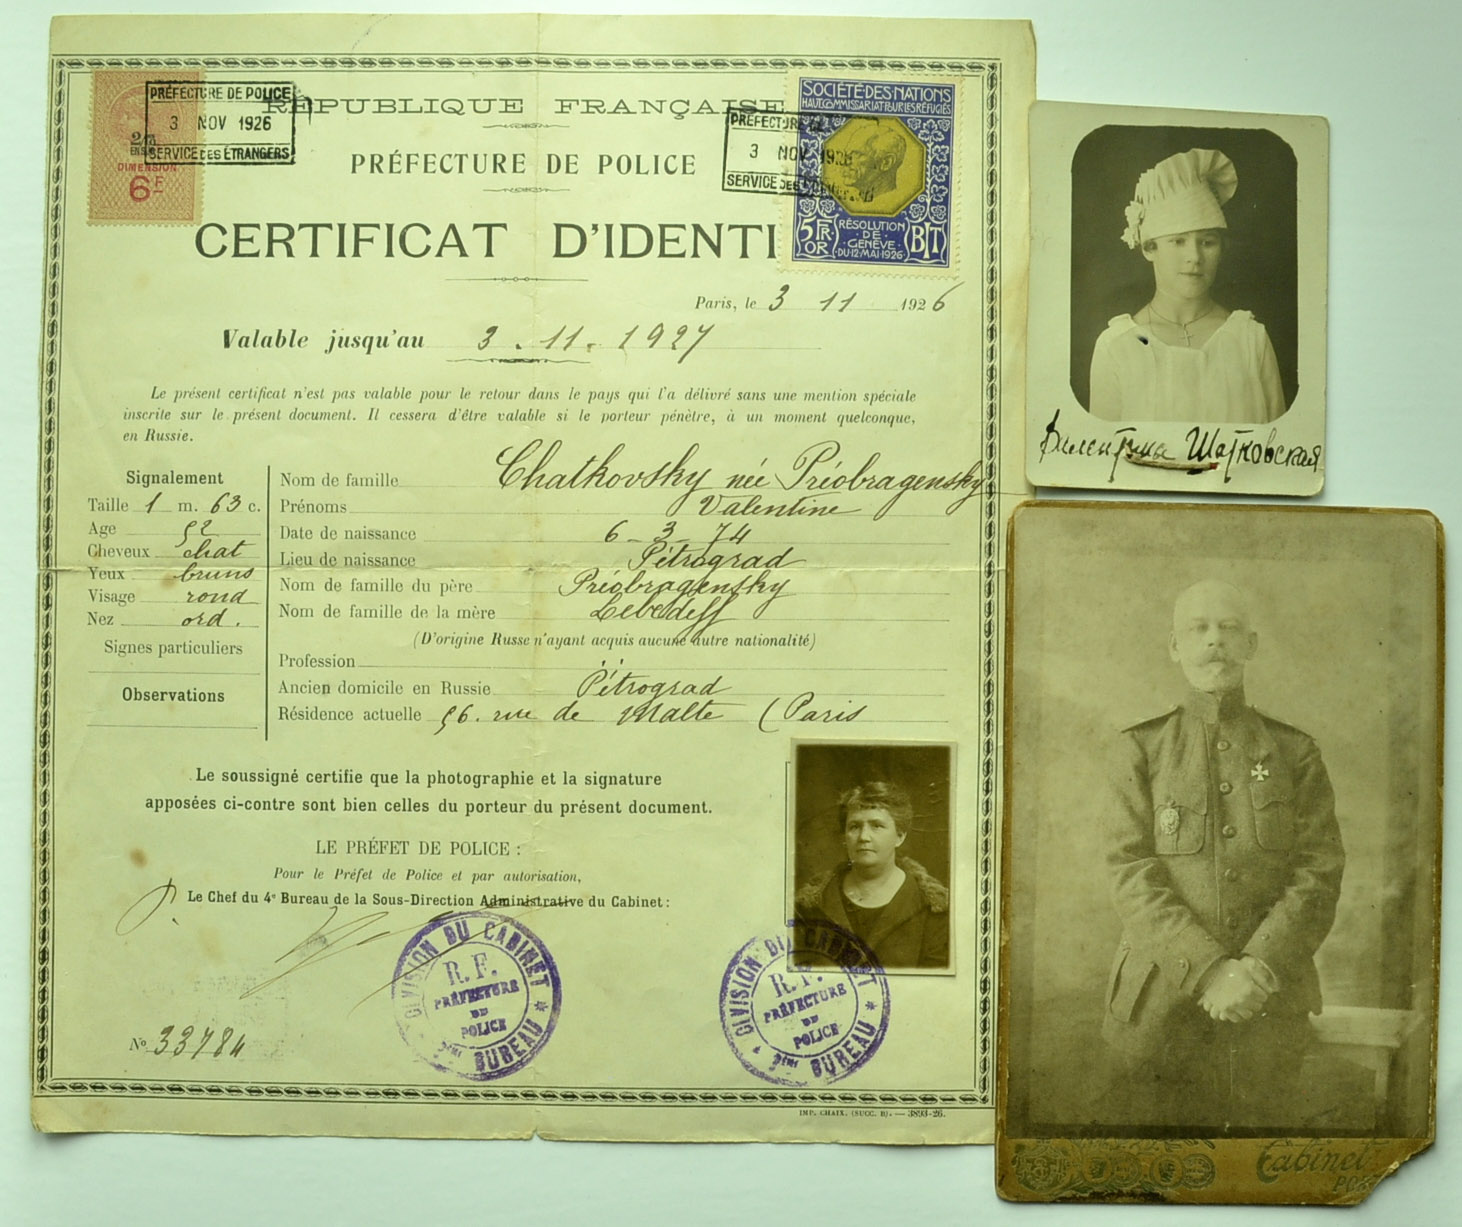 RÉPUBLIQUE FRANÇAISE
PRÉFECTURE DE POLICE
CERTIFICAT D'IDENTI
PRÉFECTURE DE POLICE
3 NOV 1926
SERVICE DES ÉTRANGERS
DIMENSION
6F
PRÉFECTURE
3 NOV 1926
SERVICE DES
SOCIÉTÉ·DES·NATIONS
HAUT COMMISSARIAT POUR LES RÉFUGIÉS
5 FR. OR
RÉSOLUTION
·DE·
GENÈVE
·DU·12·MAI·1926·
BIT
Paris, le 3 11 1926
Valable jusqu'au 3.11.1927
Le présent certificat n'est pas valable pour le retour dans le pays qui l'a délivré sans une mention spéciale
inscrite sur le présent document. Il cessera d'être valable si le porteur pénètre, à un moment quelconque,
en Russie.
Signalement
Taille 1 m. 63 c.
Age 52
Cheveux chat
Yeux bruns
Visage rond
Nez ord.
Signes particuliers
Observations
Nom de famille Chatkovsky née Préobragensky
Prénoms Valentine
Date de naissance 6-3-74
Lieu de naissance Pétrograd
Nom de famille du père Préobragensky
Nom de famille de la mère Lebedeff
(D'origine Russe n'ayant acquis aucune autre nationalité)
Profession
Ancien domicile en Russie Pétrograd
Résidence actuelle 56. rue de Malte (Paris
Le soussigné certifie que la photographie et la signature
apposées ci-contre sont bien celles du porteur du présent document.
LE PRÉFET DE POLICE :
Pour le Préfet de Police et par autorisation,
Le Chef du 4e Bureau de la Sous-Direction Administrative du Cabinet :
DIVISION DU CABINET
R.F.
PRÉFECTURE
DE
POLICE
2ème BUREAU
DIVISION DU CABINET
R.F.
PRÉFECTURE
DE
POLICE
2ème BUREAU
No 33784
IMP. CHAIX. (SUCC. B). — 3893-26.
Валентина Шатковская
Cabinet